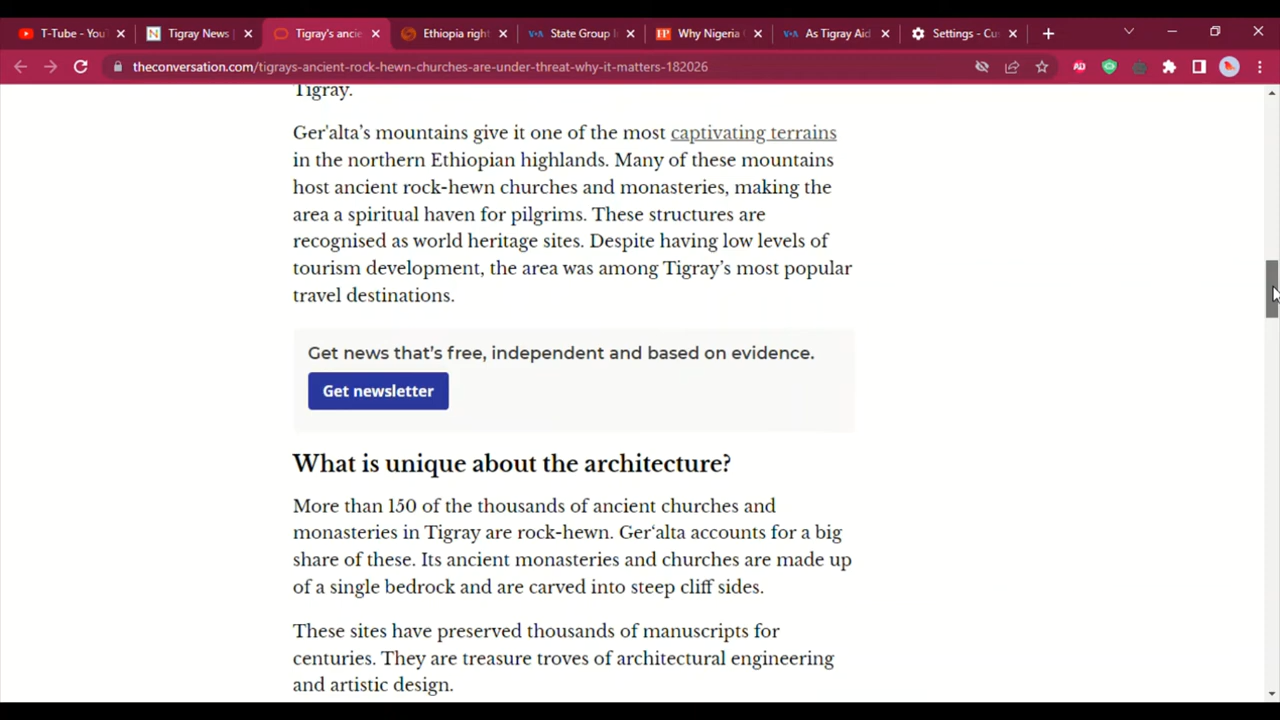 T-Tube - You
Tigray News
Tigray's ancie
Ethiopia right
State Group I
Why Nigeria
As Tigray Aid
Settings - Cus
theconversation.com/tigrays-ancient-rock-hewn-churches-are-under-threat-why-it-matters-182026
Tigray.
Ger'alta's mountains give it one of the most captivating terrains
in the northern Ethiopian highlands. Many of these mountains
host ancient rock-hewn churches and monasteries, making the
area a spiritual haven for pilgrims. These structures are
recognised as world heritage sites. Despite having low levels of
tourism development, the area was among Tigray's most popular
travel destinations.
Get news that's free, independent and based on evidence.
Get newsletter
What is unique about the architecture?
More than 150 of the thousands of ancient churches and
monasteries in Tigray are rock-hewn. Ger‘alta accounts for a big
share of these. Its ancient monasteries and churches are made up
of a single bedrock and are carved into steep cliff sides.
These sites have preserved thousands of manuscripts for
centuries. They are treasure troves of architectural engineering
and artistic design.